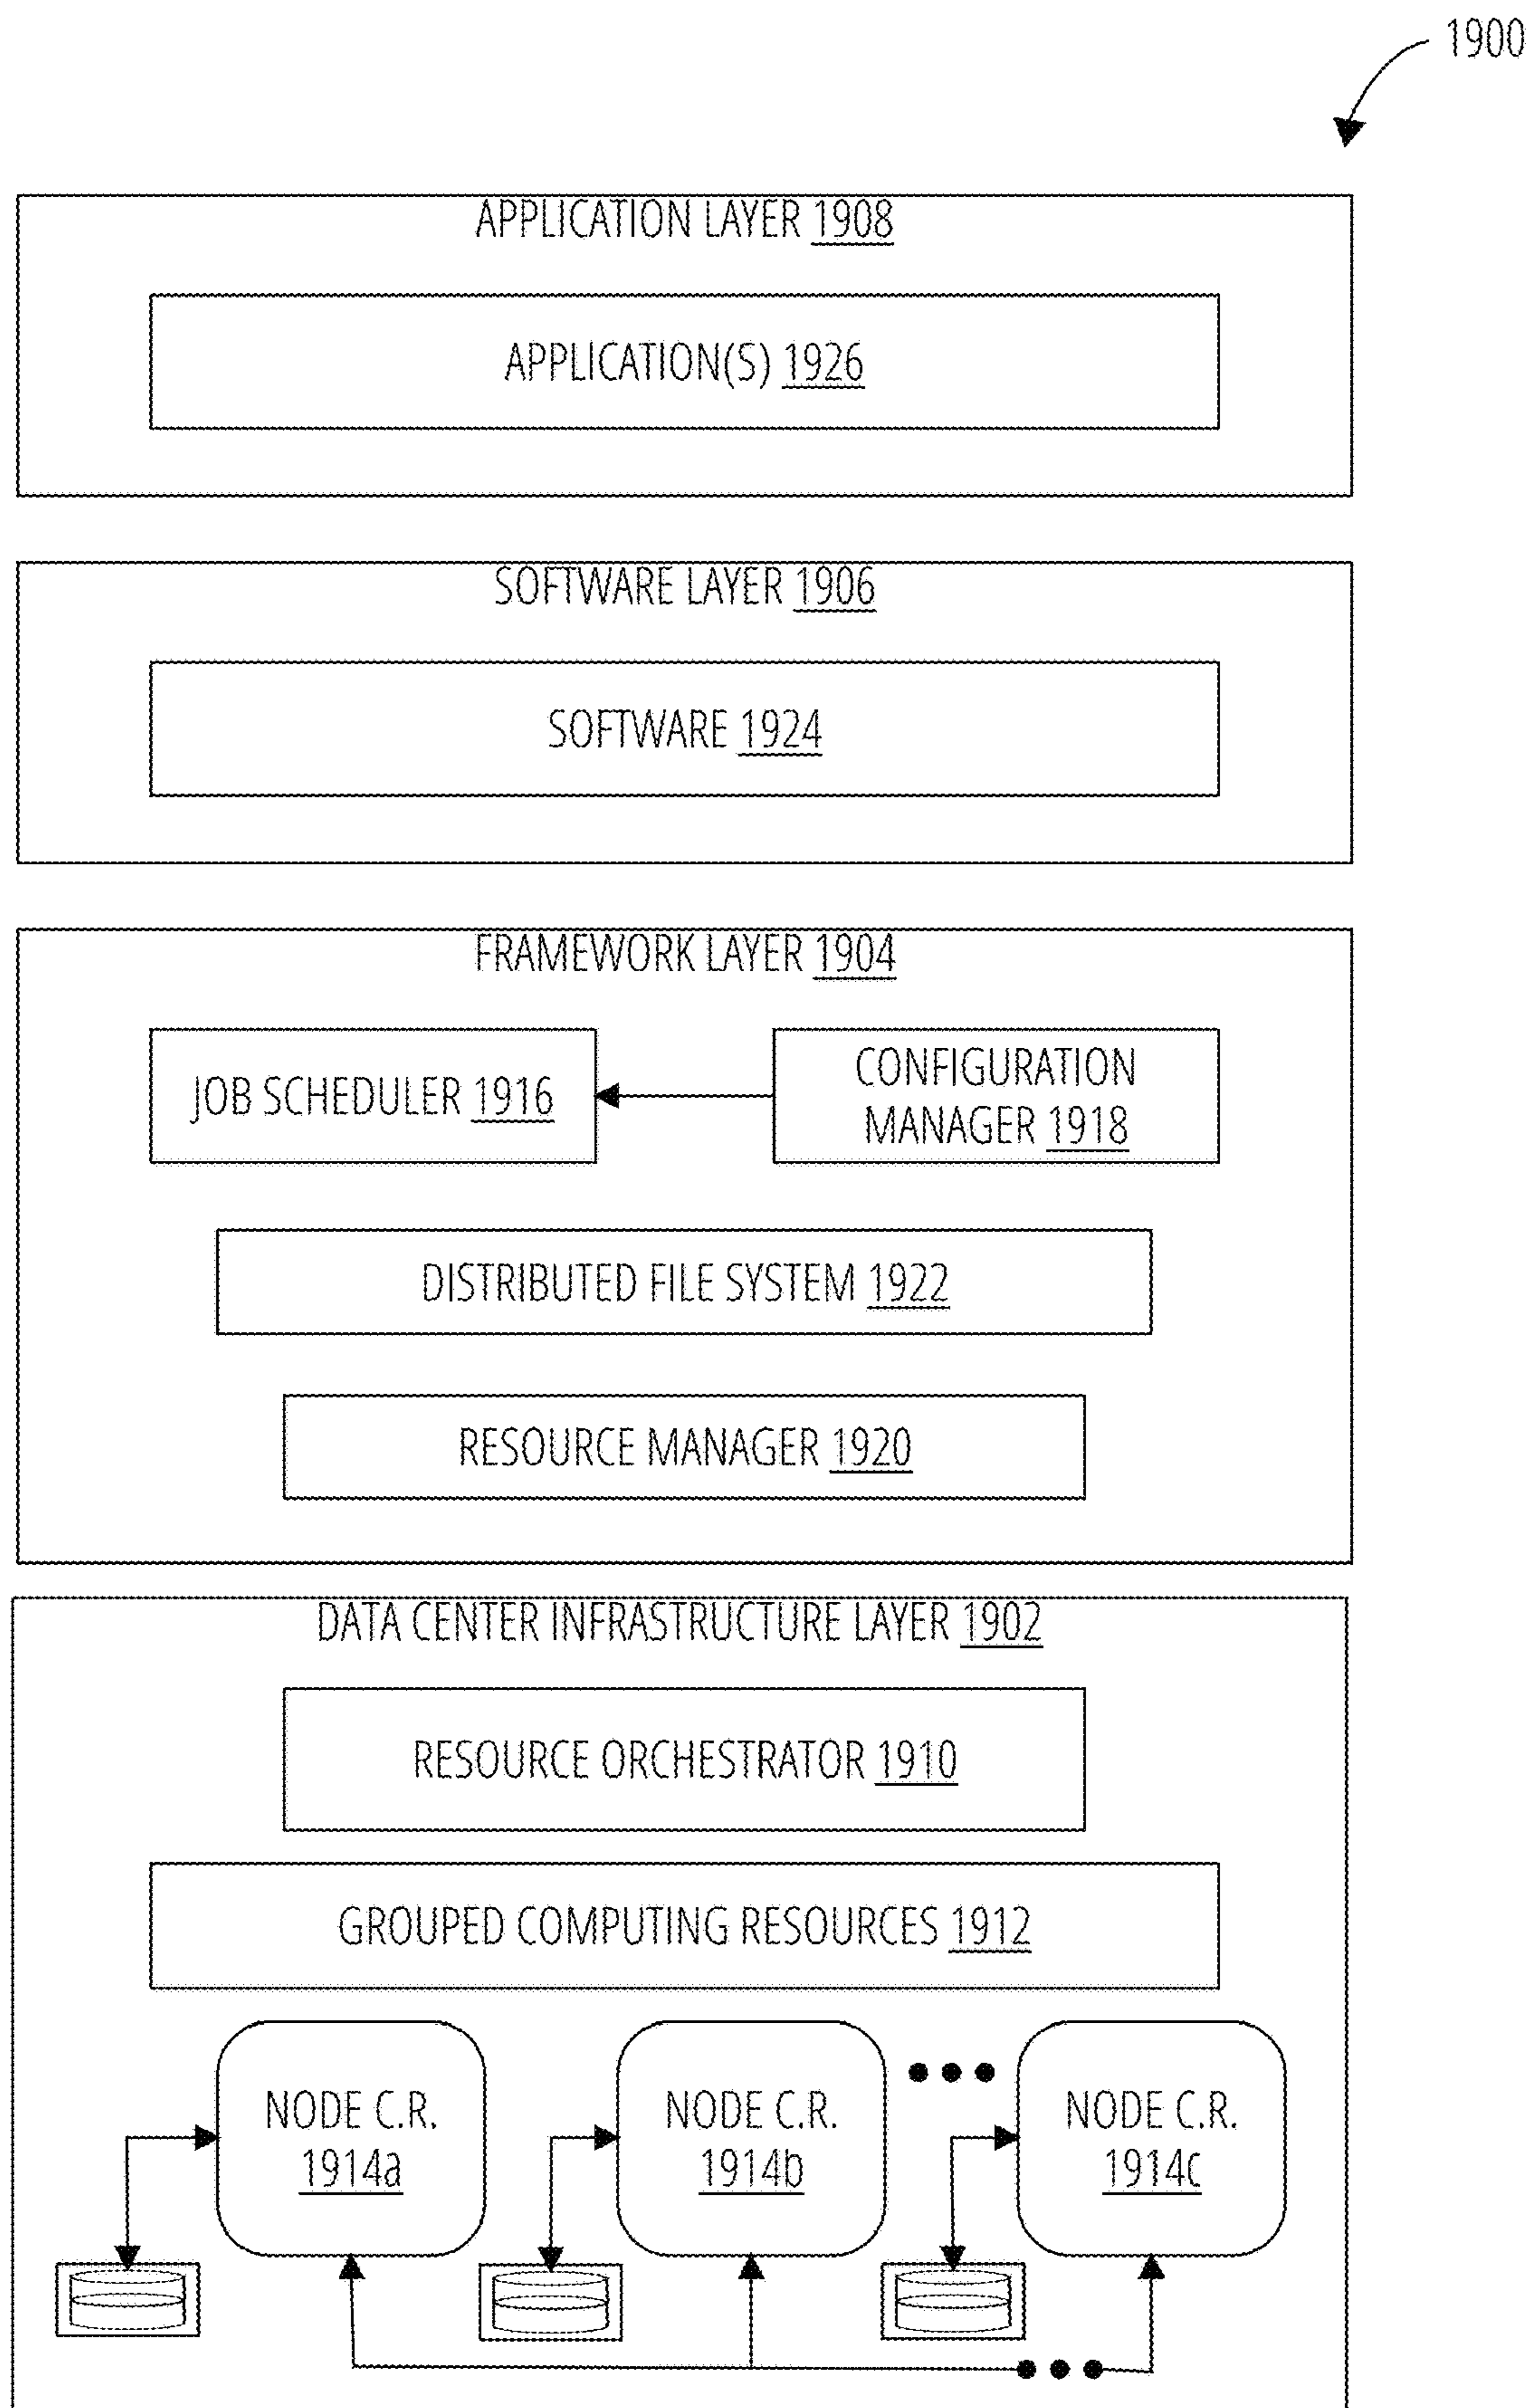 1900
APPLICATION LAYER 1908
APPLICATION(S) 1926
SOFTWARE LAYER 1906
SOFTWARE 1924
FRAMEWORK LAYER 1904
JOB SCHEDULER 1916
CONFIGURATION
MANAGER 1918
DISTRIBUTED FILE SYSTEM 1922
RESOURCE MANAGER 1920
DATA CENTER INFRASTRUCTURE LAYER 1902
RESOURCE ORCHESTRATOR 1910
GROUPED COMPUTING RESOURCES 1912
NODE C.R.
1914a
NODE C.R.
1914b
NODE C.R.
1914c